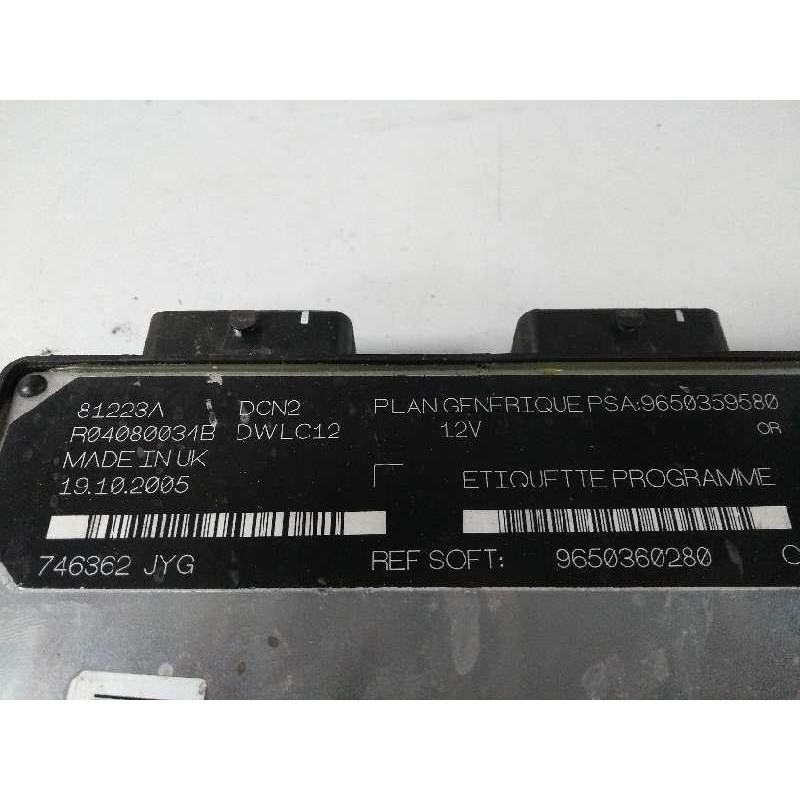 81223A DCN2 PLAN GENERIQUE PSA:9650359580
R04080034B DWLC12 12V OR
MADE IN UK
19.10.2005 ETIQUETTE PROGRAMME
746362 JYG REF SOFT: 9650360280 C